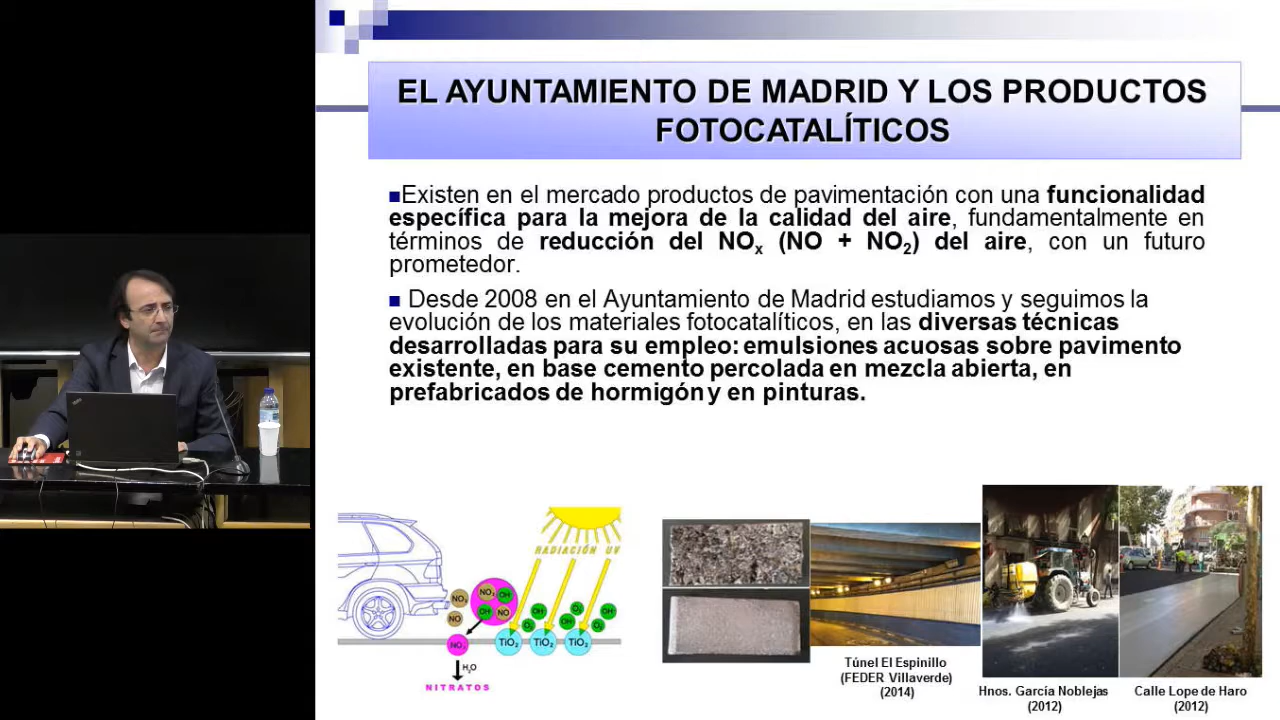 EL AYUNTAMIENTO DE MADRID Y LOS PRODUCTOS
FOTOCATALÍTICOS
■Existen en el mercado productos de pavimentación con una funcionalidad
específica para la mejora de la calidad del aire, fundamentalmente en
términos de reducción del NOx (NO + NO2) del aire, con un futuro
prometedor.
■ Desde 2008 en el Ayuntamiento de Madrid estudiamos y seguimos la
evolución de los materiales fotocatalíticos, en las diversas técnicas
desarrolladas para su empleo: emulsiones acuosas sobre pavimento
existente, en base cemento percolada en mezcla abierta, en
prefabricados de hormigón y en pinturas.
RADIACIÓN UV
NO2 OH
OH NO
NO
OH O2 OH
O2 OH O2
NO3 TiO2 TiO2 TiO2
H2O
NITRATOS
Túnel El Espinillo
(FEDER Villaverde)
(2014)
Hnos. García Noblejas
(2012)
Calle Lope de Haro
(2012)